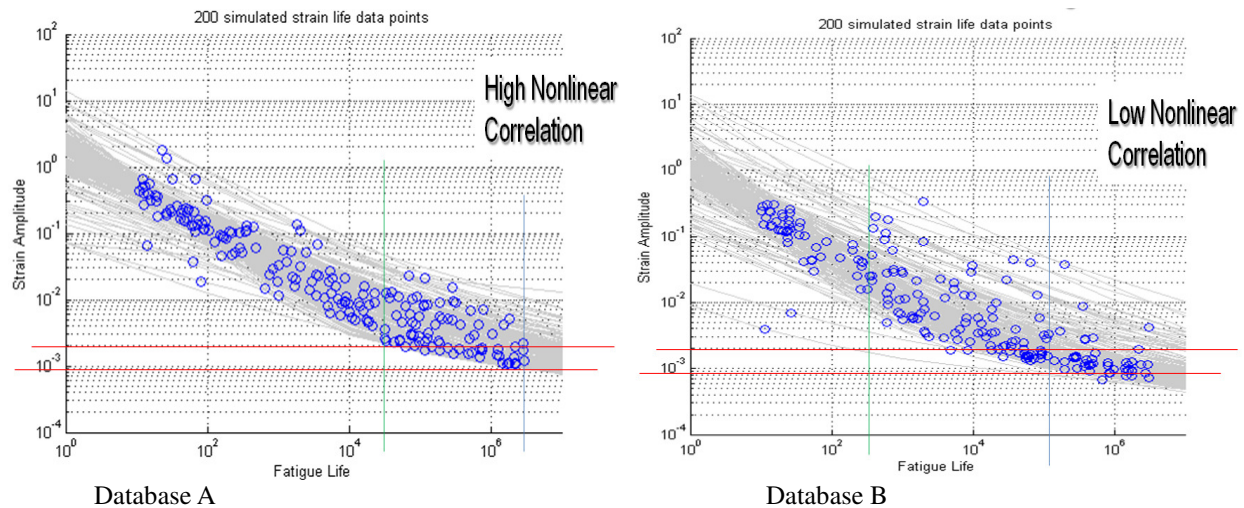 200 simulated strain life data points
High Nonlinear
Correlation
Strain Amplitude
10^2
10^1
10^0
10^-1
10^-2
10^-3
10^-4
10^0
10^2
10^4
10^6
Fatigue Life
Database A
200 simulated strain life data points
Low Nonlinear
Correlation
Strain Amplitude
10^2
10^1
10^0
10^-1
10^-2
10^-3
10^-4
10^0
10^2
10^4
10^6
Fatigue Life
Database B